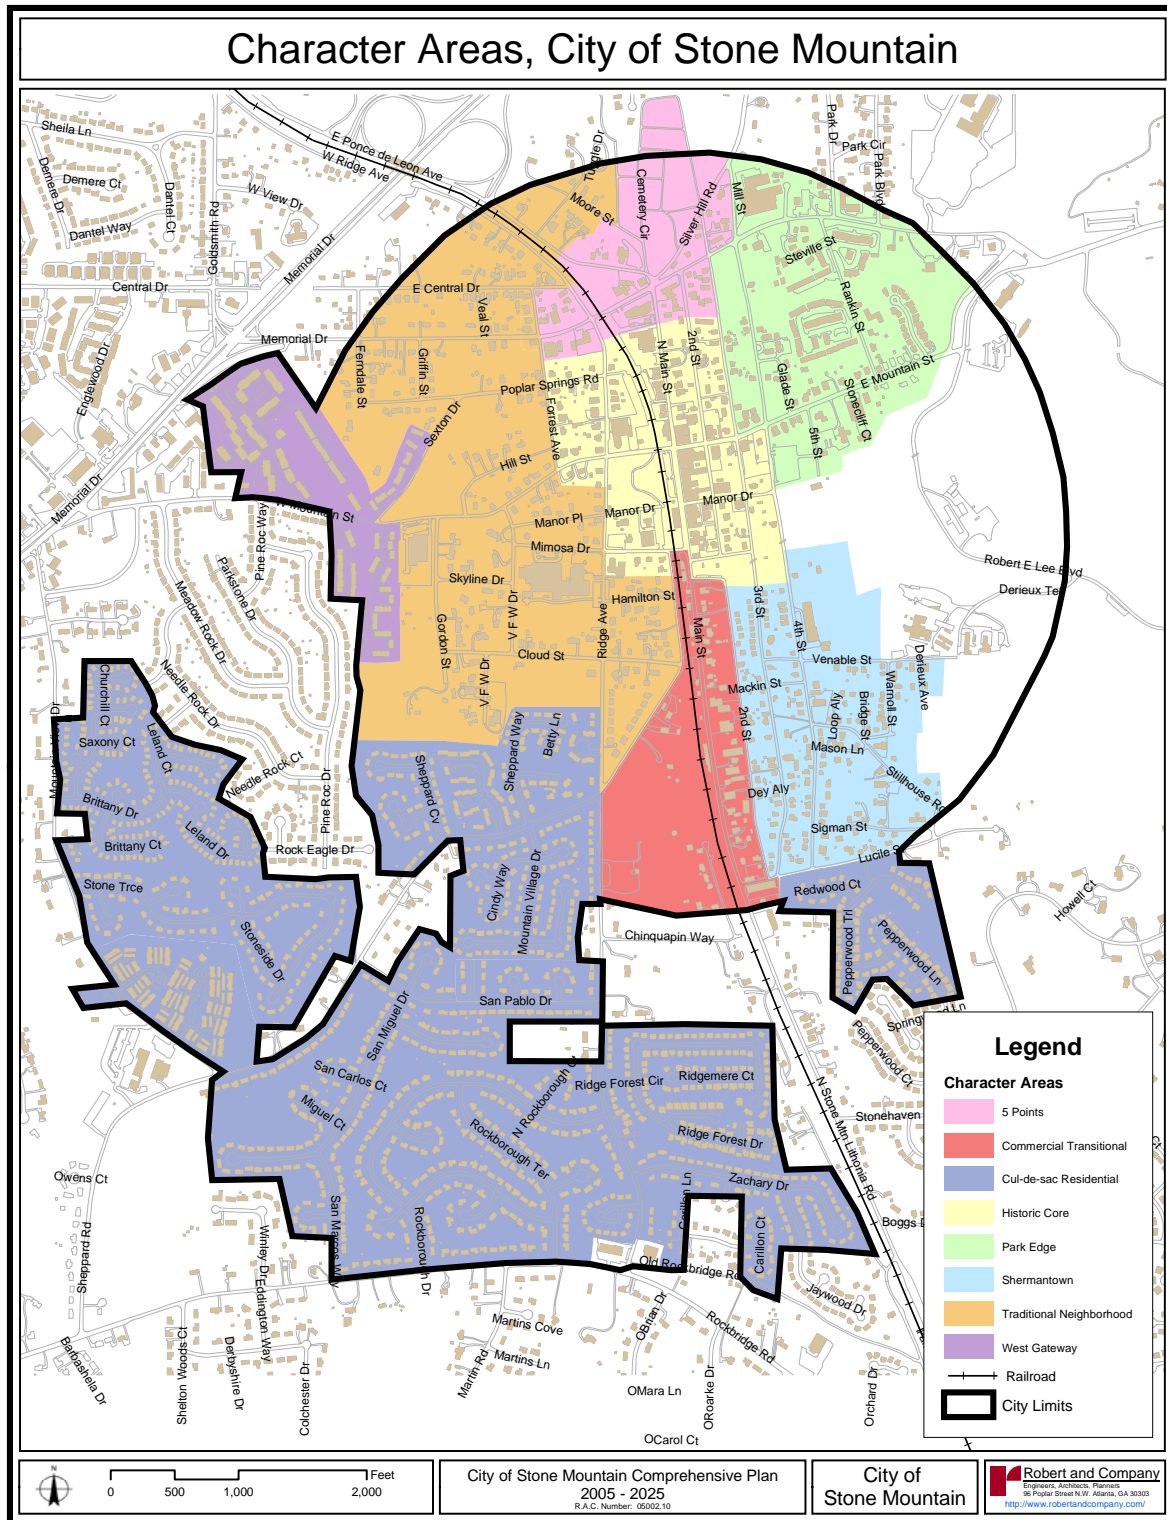 Character Areas, City of Stone Mountain
Sheila Ln
E Ponce de Leon Ave
W Ridge Ave
Tuggle Dr
Park Dr
Park Cir
Park Blvd
Demere Dr
Demere Ct
Dantel Ct
W View Dr
Moore St
Cemetery Cir
Silver Hill Rd
Mill St
Dantel Way
Goldsmith Rd
Memorial Dr
Steville St
Central Dr
E Central Dr
Veal St
Rankin St
Memorial Dr
Englewood Dr
Ferndale St
Griffin St
Poplar Springs Rd
N Main St
2nd St
Glade St
E Mountain St
Stonecliff Ct
Sexton Dr
Forrest Ave
5th St
Hill St
Memorial Dr
W Mountain St
Manor Dr
Manor Pl
Manor Dr
Pine Roc Way
Mimosa Dr
Robert E Lee Blvd
Parkstone Dr
Meadow Rock Dr
Skyline Dr
V F W Dr
Hamilton St
3rd St
Derieux Te
Gordon St
Ridge Ave
Main St
4th St
Cloud St
Venable St
Derieux Ave
Churchill Ct
Needle Rock Dr
V F W Dr
Mackin St
Warnoll St
Loop Aly
Bridge St
Saxony Ct
Leland Ct
Sheppard Way
Betty Ln
2nd St
Mason Ln
Needle Rock Ct
Sheppard Cv
Stillhouse Rd
Brittany Dr
Pine Roc Dr
Dey Aly
Brittany Ct
Leland Dr
Rock Eagle Dr
Sigman St
Lucile S
Stone Trce
Cindy Way
Mountain Village Dr
Redwood Ct
Howell Ct
Stoneside Dr
Chinquapin Way
Pepperwood Trl
Pepperwood Ln
San Pablo Dr
San Miguel Dr
Pepperwood Ct
San Carlos Ct
N Rockborough Ct
Ridge Forest Cir
Ridgemere Ct
Miguel Ct
Rockborough Ter
Ridge Forest Dr
N Stone Mtn Lithonia Rd
Stonehaven
Owens Ct
Zachary Dr
Carillon Ln
Sheppard Rd
Rockborough Dr
Carillon Ct
Boggs D
Winley Dr
Old Rockbridge Rd
Eddington Way
Jaywood Dr
OBrian Dr
Rockbridge Rd
Martins Cove
Barbashela Dr
Shelton Woods Ct
Derbyshire Dr
Colchester Dr
Martin Rd
Martins Ln
OMara Ln
ORoarke Dr
Orchard Dr
OCarol Ct
Legend
Character Areas
5 Points
Commercial Transitional
Cul-de-sac Residential
Historic Core
Park Edge
Shermantown
Traditional Neighborhood
West Gateway
Railroad
City Limits
N
Feet
0 500 1,000 2,000
City of Stone Mountain Comprehensive Plan
2005 - 2025
R.A.C. Number: 05002.10
City of
Stone Mountain
Robert and Company
Engineers, Architects, Planners
96 Poplar Street N.W. Atlanta, GA 30303
http://www.robertandcompany.com/